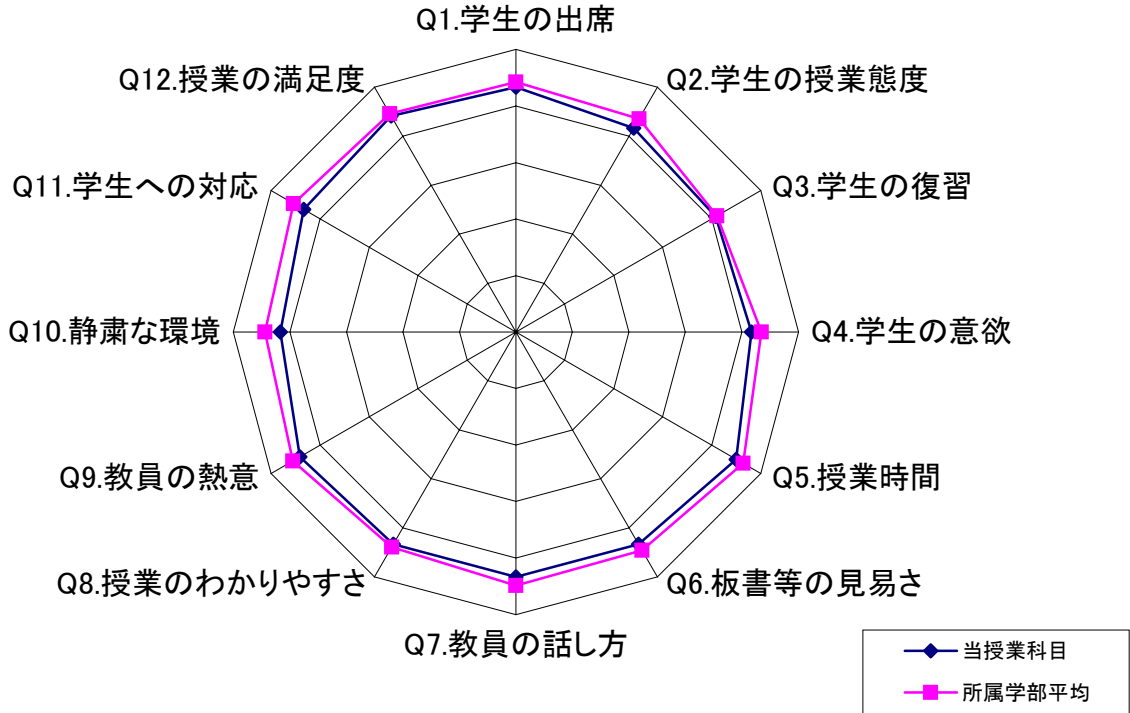 Q1.学生の出席
Q2.学生の授業態度
Q3.学生の復習
Q4.学生の意欲
Q5.授業時間
Q6.板書等の見易さ
Q7.教員の話し方
Q8.授業のわかりやすさ
Q9.教員の熱意
Q10.静粛な環境
Q11.学生への対応
Q12.授業の満足度
当授業科目
所属学部平均